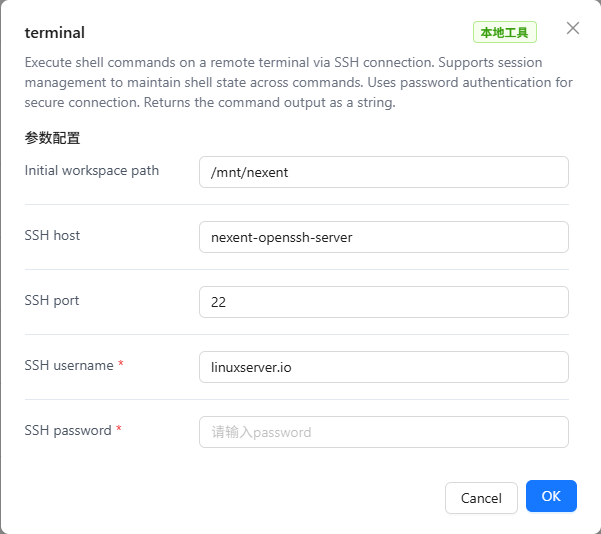 terminal
本地工具
Execute shell commands on a remote terminal via SSH connection. Supports session
management to maintain shell state across commands. Uses password authentication for
secure connection. Returns the command output as a string.
参数配置
Initial workspace path
/mnt/nexent
SSH host
nexent-openssh-server
SSH port
22
SSH username *
linuxserver.io
SSH password *
请输入password
Cancel
OK